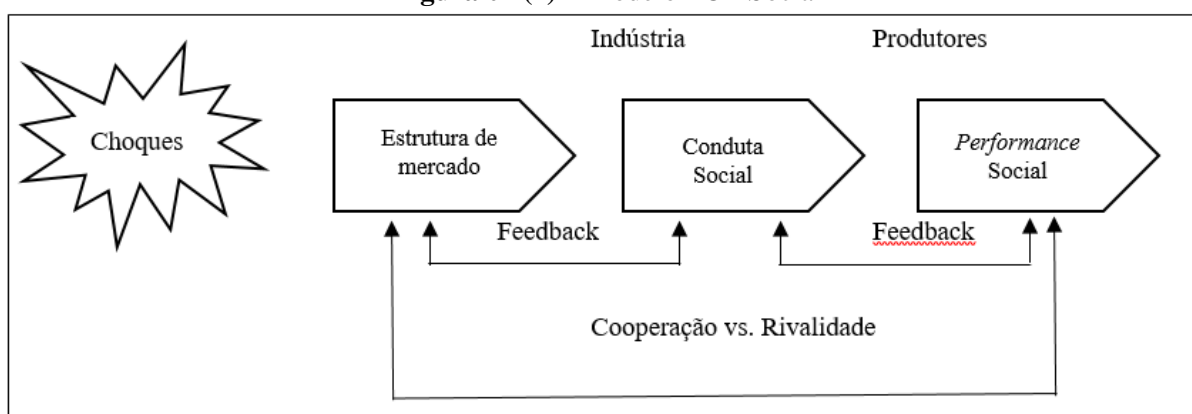 Indústria
Produtores
Choques
Estrutura de
mercado
Conduta
Social
Performance
Social
Feedback
Feedback
Cooperação vs. Rivalidade